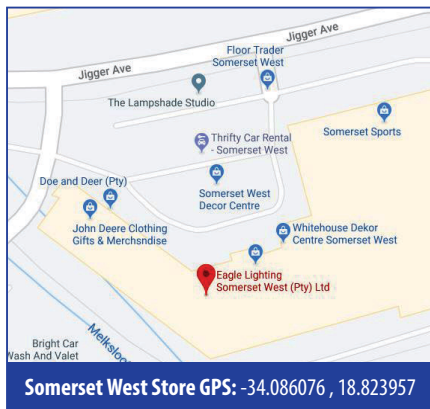 Jigger Ave
Floor Trader
Somerset West
Jigger Ave
The Lampshade Studio
Somerset Sports
Thrifty Car Rental
- Somerset West
Doe and Deer (Pty)
Somerset West
Decor Centre
John Deere Clothing
Gifts & Merchsndise
Whitehouse Dekor
Centre Somerset West
Eagle Lighting
Somerset West (Pty) Ltd
Bright Car
Wash And Valet
Melksloo
Somerset West Store GPS: -34.086076 , 18.823957